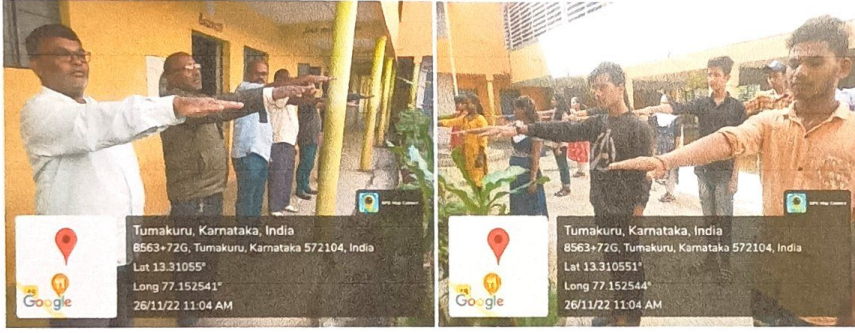 GPS Map Camera
Tumakuru, Karnataka, India
8563+72G, Tumakuru, Karnataka 572104, India
Lat 13.31055°
Long 77.152541°
26/11/22 11:04 AM
Google
GPS Map Camera
Tumakuru, Karnataka, India
8563+72G, Tumakuru, Karnataka 572104, India
Lat 13.310551°
Long 77.152544°
26/11/22 11:04 AM
Google